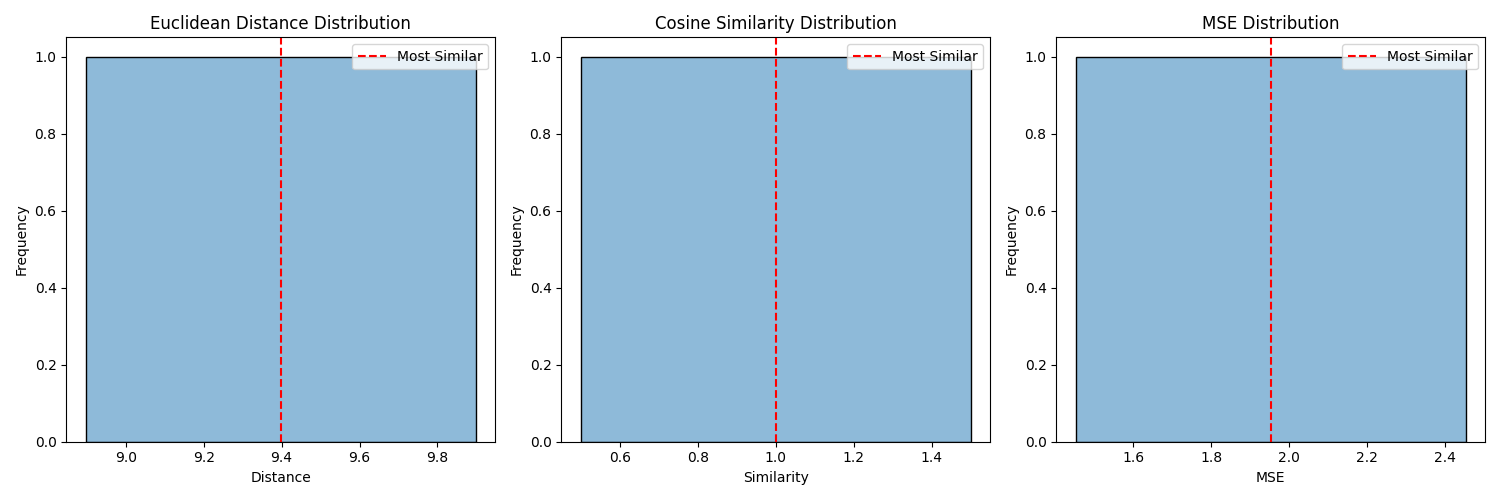 Euclidean Distance Distribution
Most Similar
1.0
0.8
0.6
0.4
0.2
0.0
Frequency
9.0 9.2 9.4 9.6 9.8
Distance
Cosine Similarity Distribution
Most Similar
1.0
0.8
0.6
0.4
0.2
0.0
Frequency
0.6 0.8 1.0 1.2 1.4
Similarity
MSE Distribution
Most Similar
1.0
0.8
0.6
0.4
0.2
0.0
Frequency
1.6 1.8 2.0 2.2 2.4
MSE